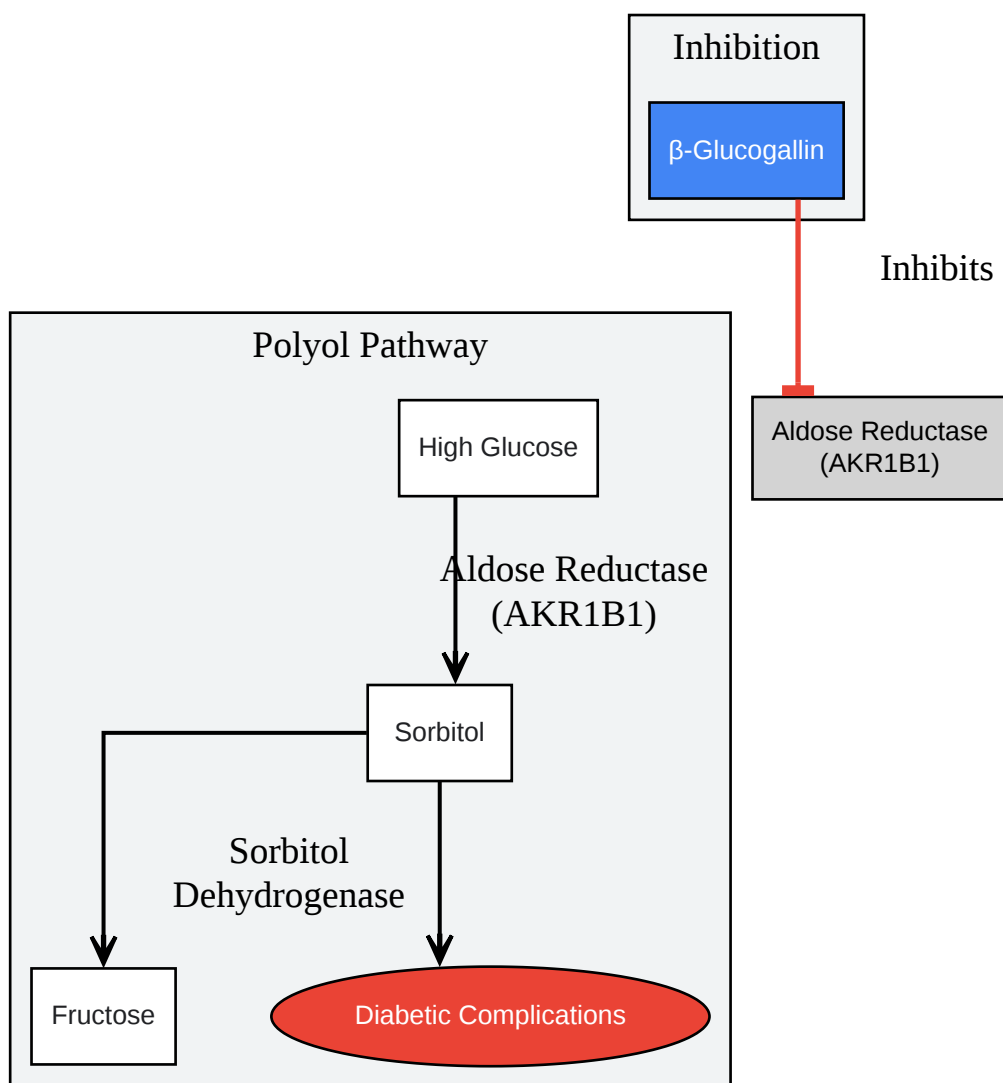 Inhibition
β-Glucogallin
Inhibits
Polyol Pathway
High Glucose
Aldose Reductase
(AKR1B1)
Aldose Reductase
(AKR1B1)
Sorbitol
Sorbitol
Dehydrogenase
Fructose
Diabetic Complications